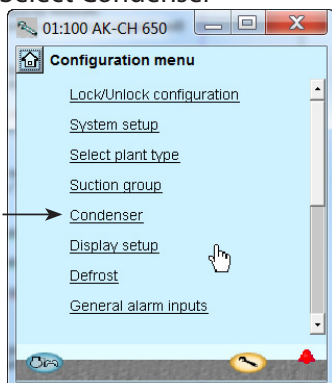 Select Condenser
01:100 AK-CH 650
Configuration menu
Lock/Unlock configuration
System setup
Select plant type
Suction group
Condenser
Display setup
Defrost
General alarm inputs